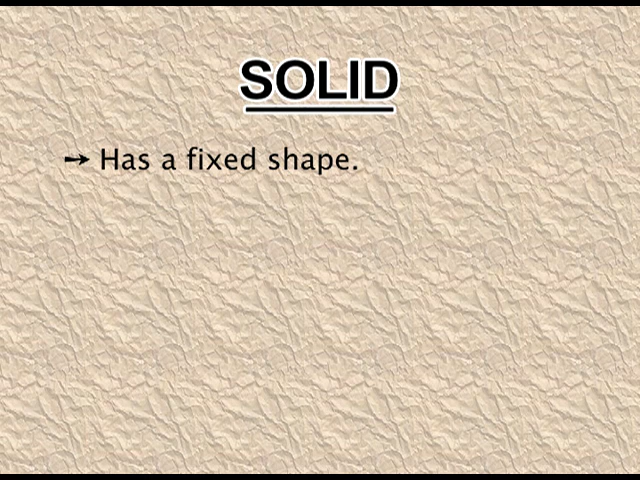 SOLID
➙ Has a fixed shape.